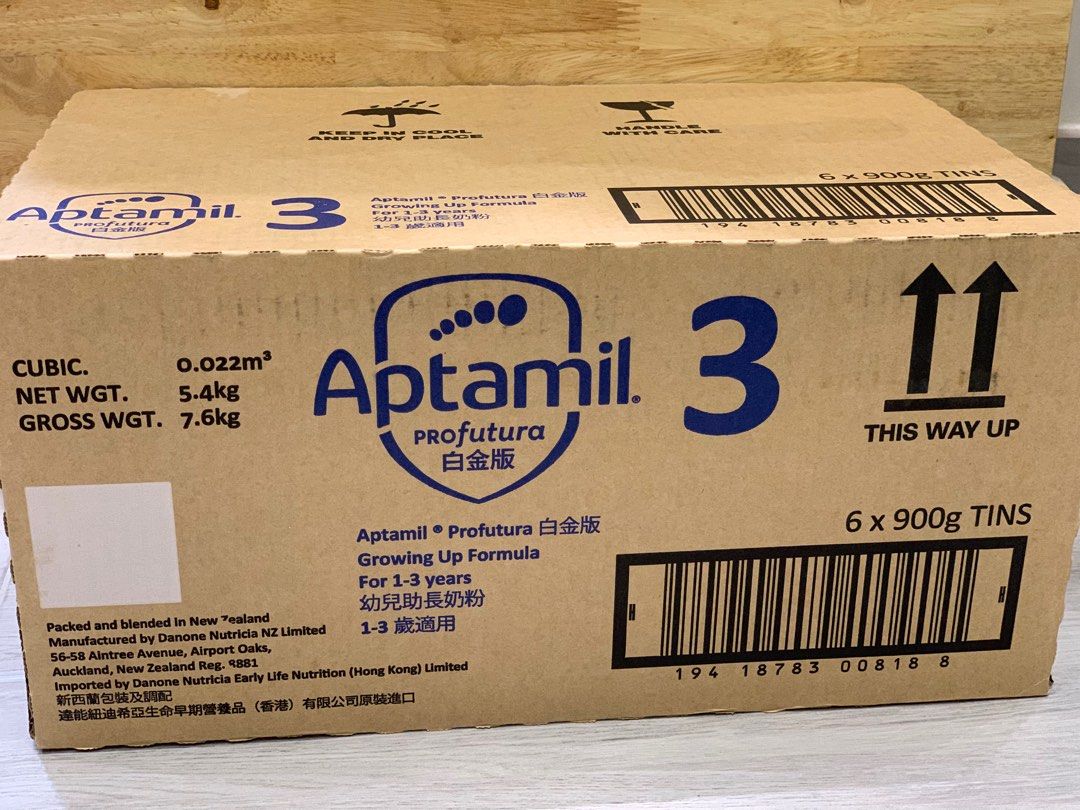 KEEP IN COOL
AND DRY PLACE
HANDLE
WITH CARE
Aptamil
PROfutura
白金版
3
Aptamil ® Profutura 白金版
Growing Up Formula
For 1-3 years
幼兒助長奶粉
1-3 歲適用
6 x 900g TINS
194 18783 00818 8
CUBIC. 0.022m³
NET WGT. 5.4kg
GROSS WGT. 7.6kg
Aptamil®
PROfutura
白金版
3
THIS WAY UP
Aptamil ® Profutura 白金版
Growing Up Formula
For 1-3 years
幼兒助長奶粉
1-3 歲適用
6 x 900g TINS
H H
194 18783 00818 8
Packed and blended in New Zealand
Manufactured by Danone Nutricia NZ Limited
56-58 Aintree Avenue, Airport Oaks,
Auckland, New Zealand Reg. 9881
Imported by Danone Nutricia Early Life Nutrition (Hong Kong) Limited
新西蘭包裝及調配
達能紐迪希亞生命早期營養品（香港）有限公司原裝進口